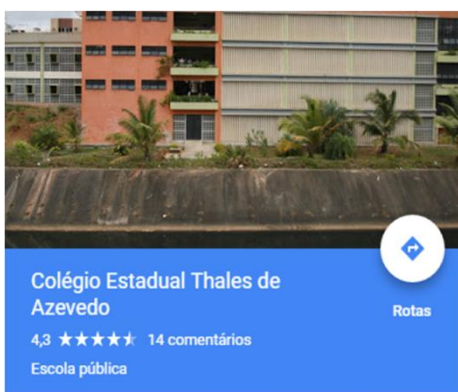 Colégio Estadual Thales de
Azevedo
Rotas
4,3 ★★★★★ 14 comentários
Escola pública